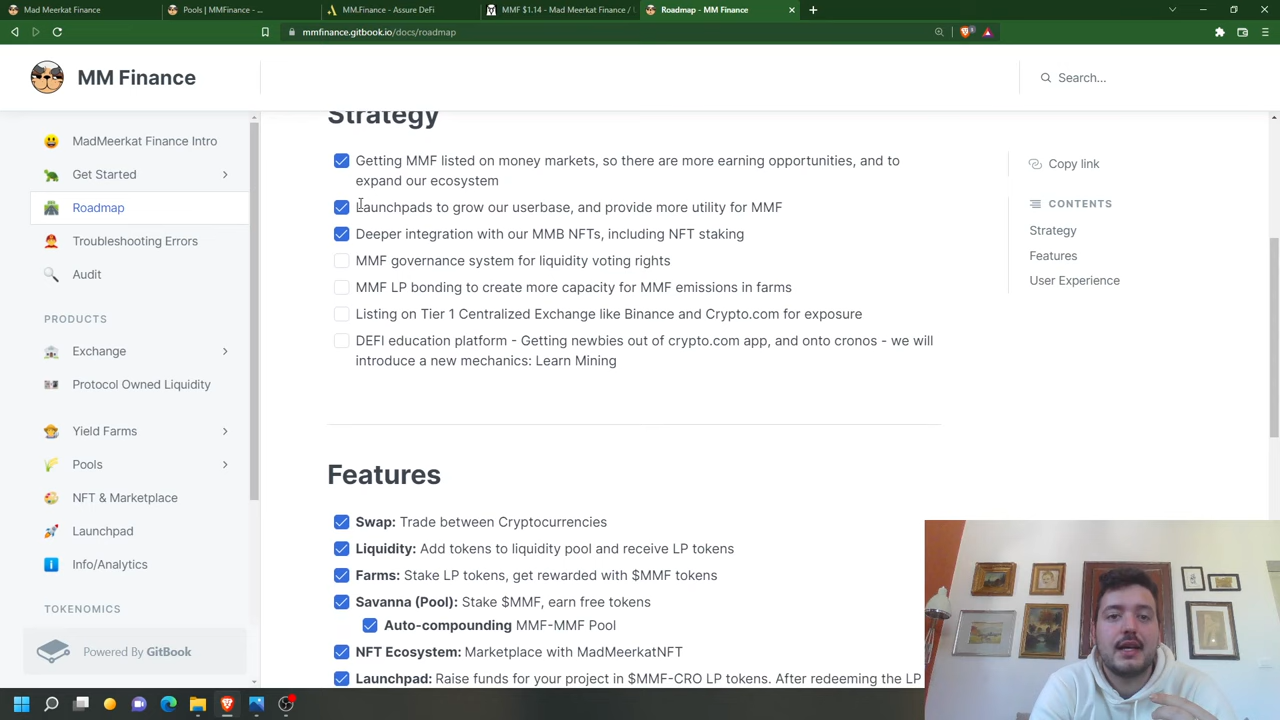 Mad Meerkat Finance
Pools | MMFinance - ...
MM.Finance - Assure DeFi
MMF $1.14 - Mad Meerkat Finance /
Roadmap - MM Finance
mmfinance.gitbook.io/docs/roadmap
MM Finance
Search...
MadMeerkat Finance Intro
Get Started
Roadmap
Troubleshooting Errors
Audit
PRODUCTS
Exchange
Protocol Owned Liquidity
Yield Farms
Pools
NFT & Marketplace
Launchpad
Info/Analytics
TOKENOMICS
Powered By GitBook
Strategy
Getting MMF listed on money markets, so there are more earning opportunities, and to
expand our ecosystem
Launchpads to grow our userbase, and provide more utility for MMF
Deeper integration with our MMB NFTs, including NFT staking
MMF governance system for liquidity voting rights
MMF LP bonding to create more capacity for MMF emissions in farms
Listing on Tier 1 Centralized Exchange like Binance and Crypto.com for exposure
DEFI education platform - Getting newbies out of crypto.com app, and onto cronos - we will
introduce a new mechanics: Learn Mining
Features
Swap: Trade between Cryptocurrencies
Liquidity: Add tokens to liquidity pool and receive LP tokens
Farms: Stake LP tokens, get rewarded with $MMF tokens
Savanna (Pool): Stake $MMF, earn free tokens
Auto-compounding MMF-MMF Pool
NFT Ecosystem: Marketplace with MadMeerkatNFT
Launchpad: Raise funds for your project in $MMF-CRO LP tokens. After redeeming the LP
Copy link
CONTENTS
Strategy
Features
User Experience